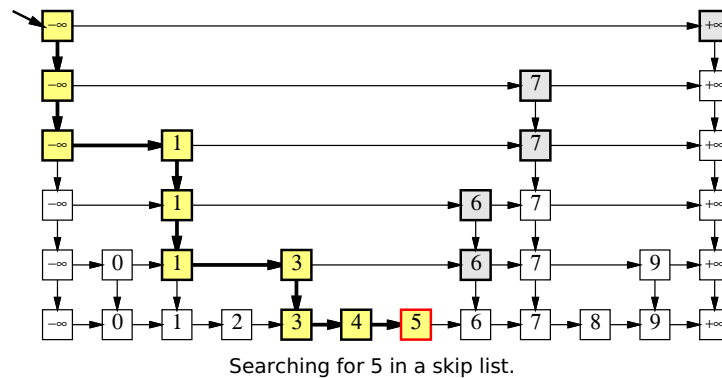 −∞ +∞
−∞ 7 +∞
−∞ 1 7 +∞
−∞ 1 6 7 +∞
−∞ 0 1 3 6 7 9 +∞
−∞ 0 1 2 3 4 5 6 7 8 9 +∞
Searching for 5 in a skip list.